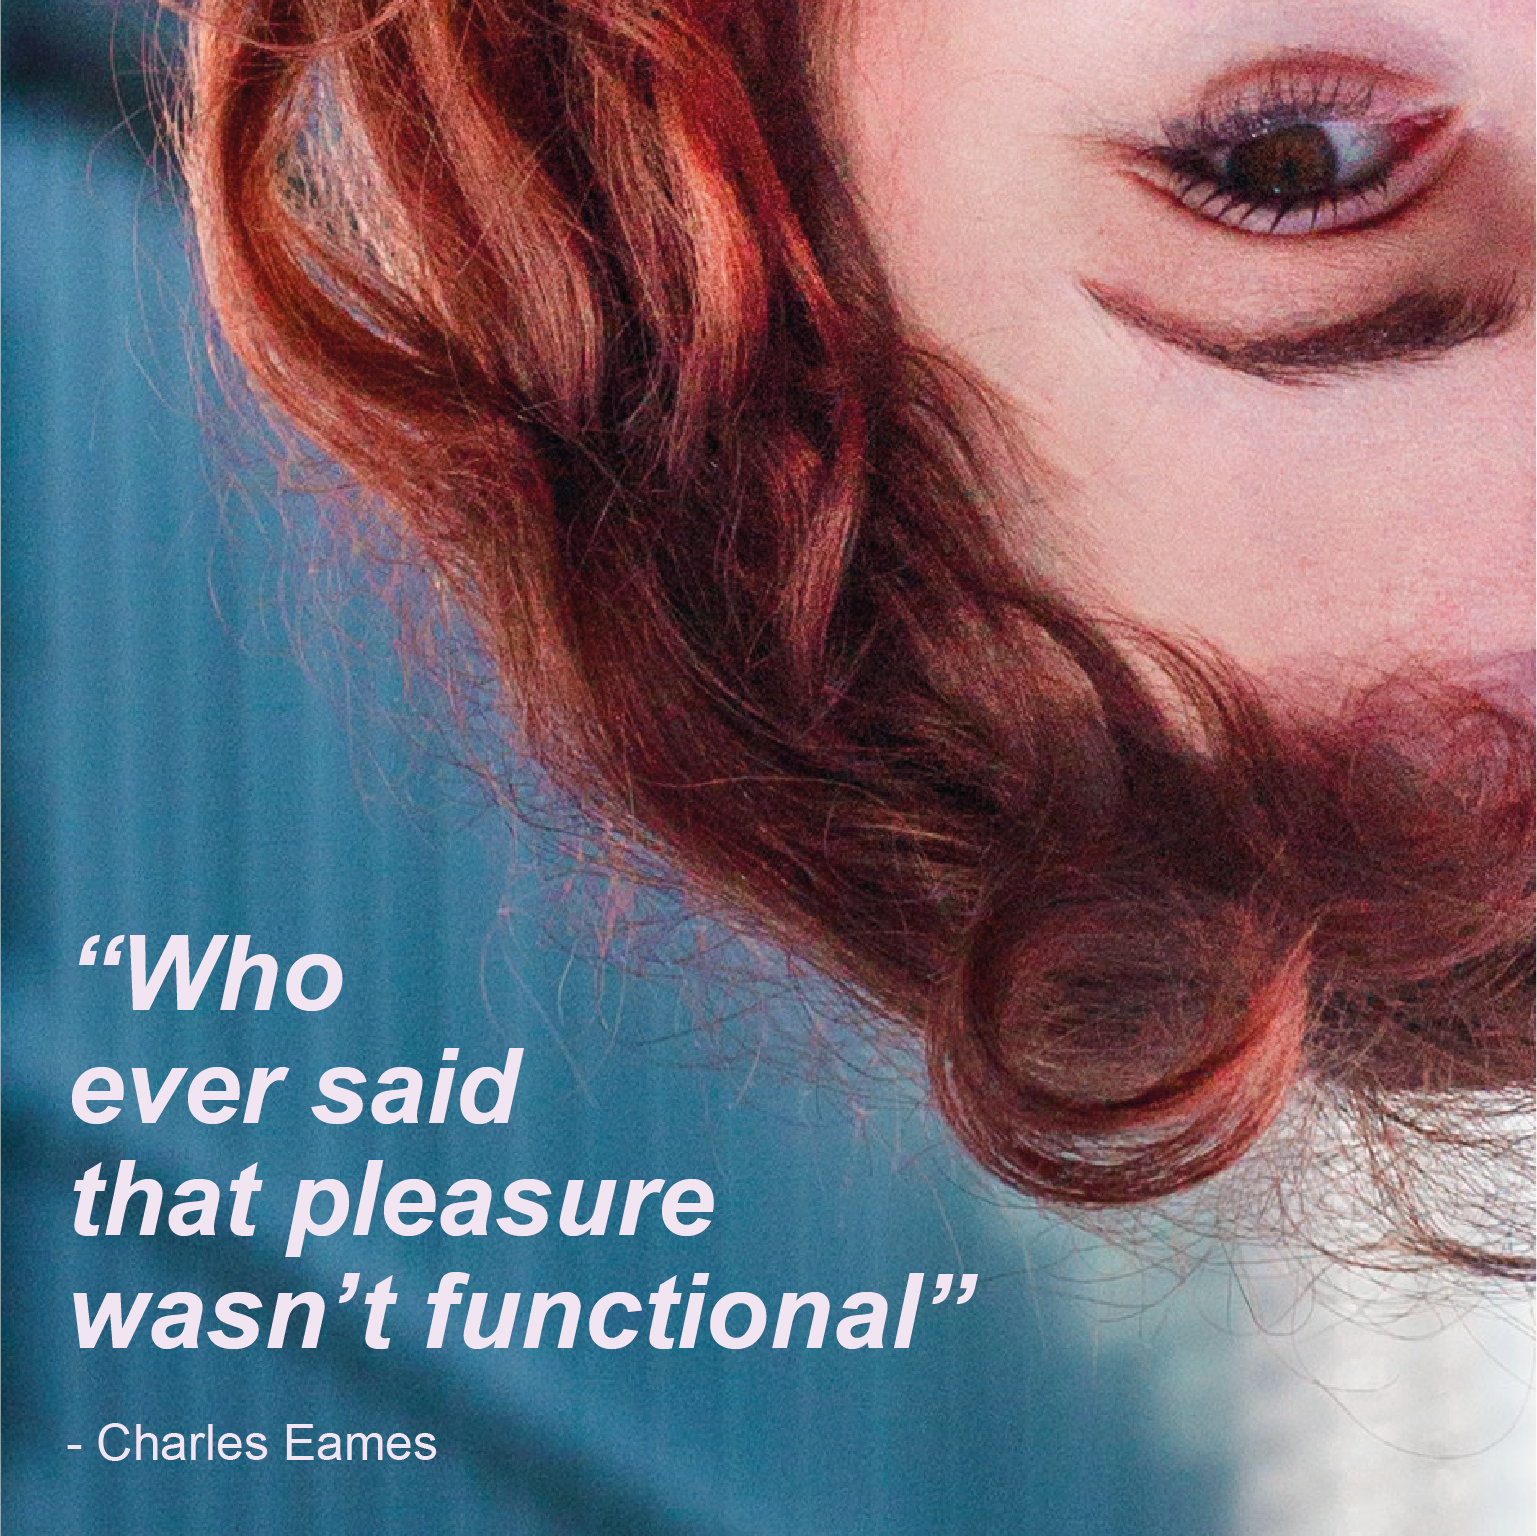 “Who
ever said
that pleasure
wasn’t functional”
- Charles Eames